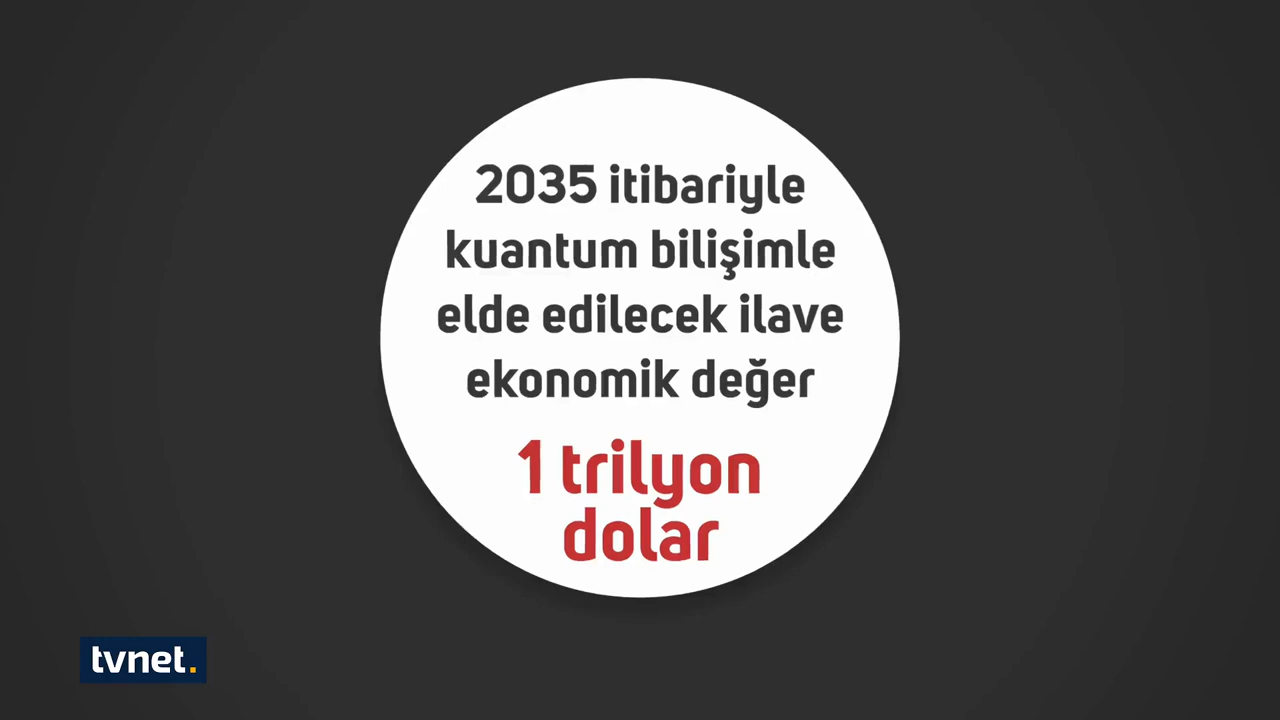 2035 itibariyle
kuantum bilişimle
elde edilecek ilave
ekonomik değer
1 trilyon
dolar
tvnet.